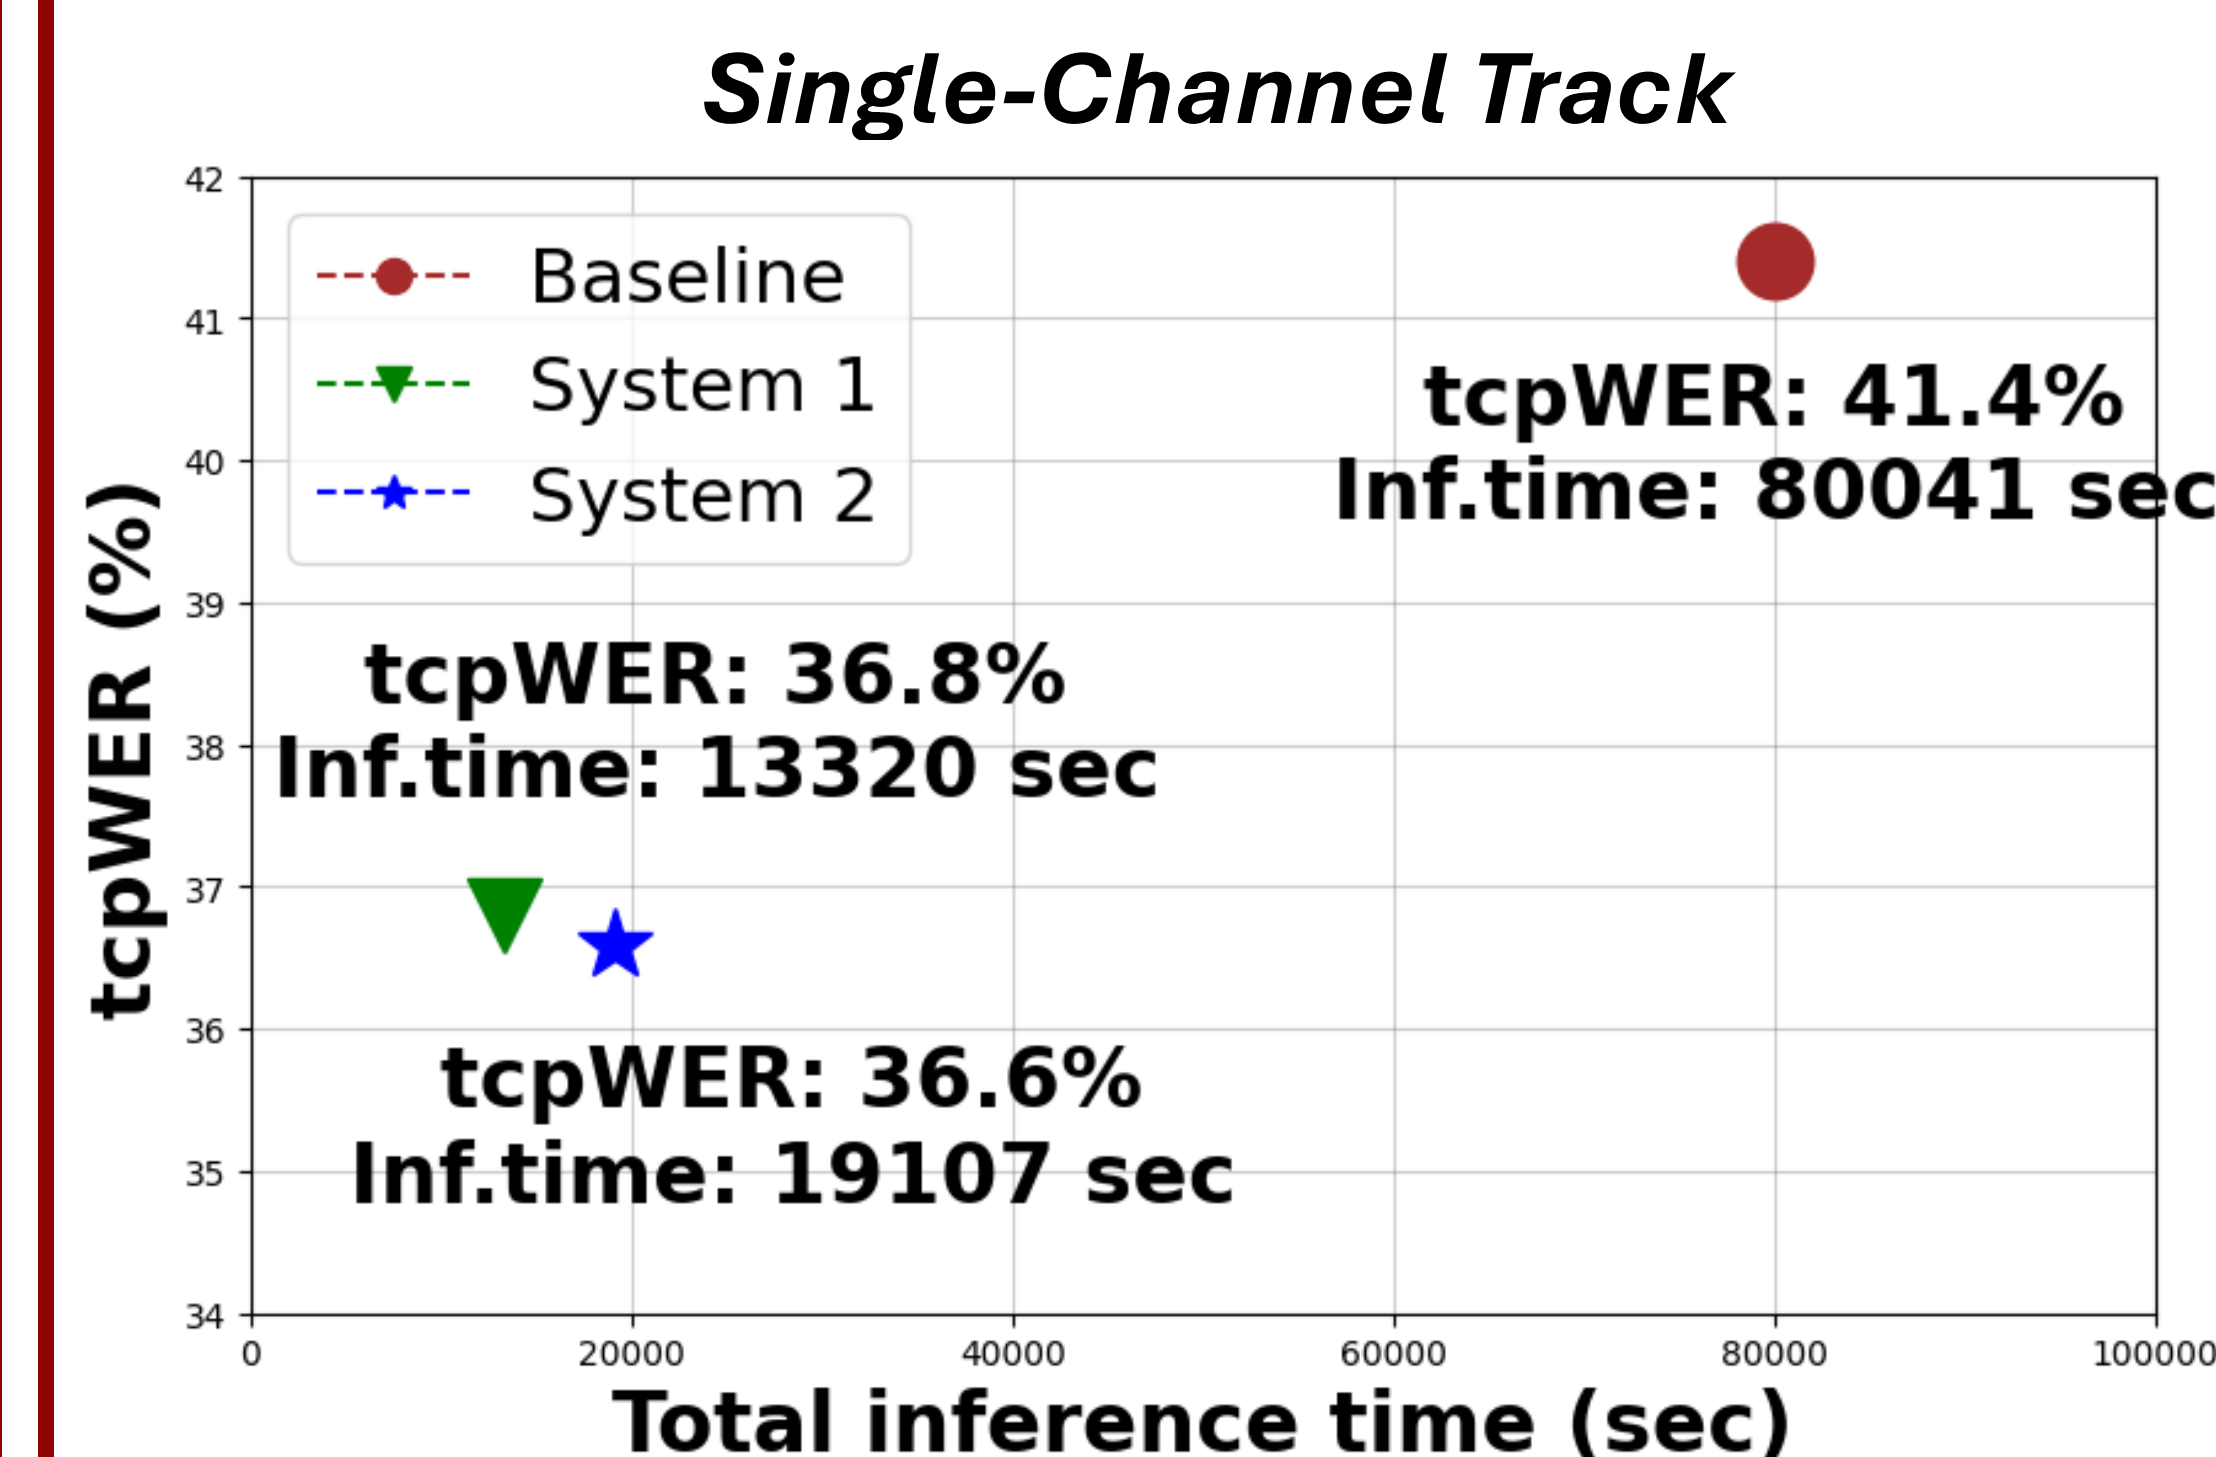 Single-Channel Track
42
41
40
39
38
37
36
35
34
tcpWER (%)
Baseline
System 1
System 2
tcpWER: 41.4%
Inf.time: 80041 sec
tcpWER: 36.8%
Inf.time: 13320 sec
tcpWER: 36.6%
Inf.time: 19107 sec
0 20000 40000 60000 80000 100000
Total inference time (sec)